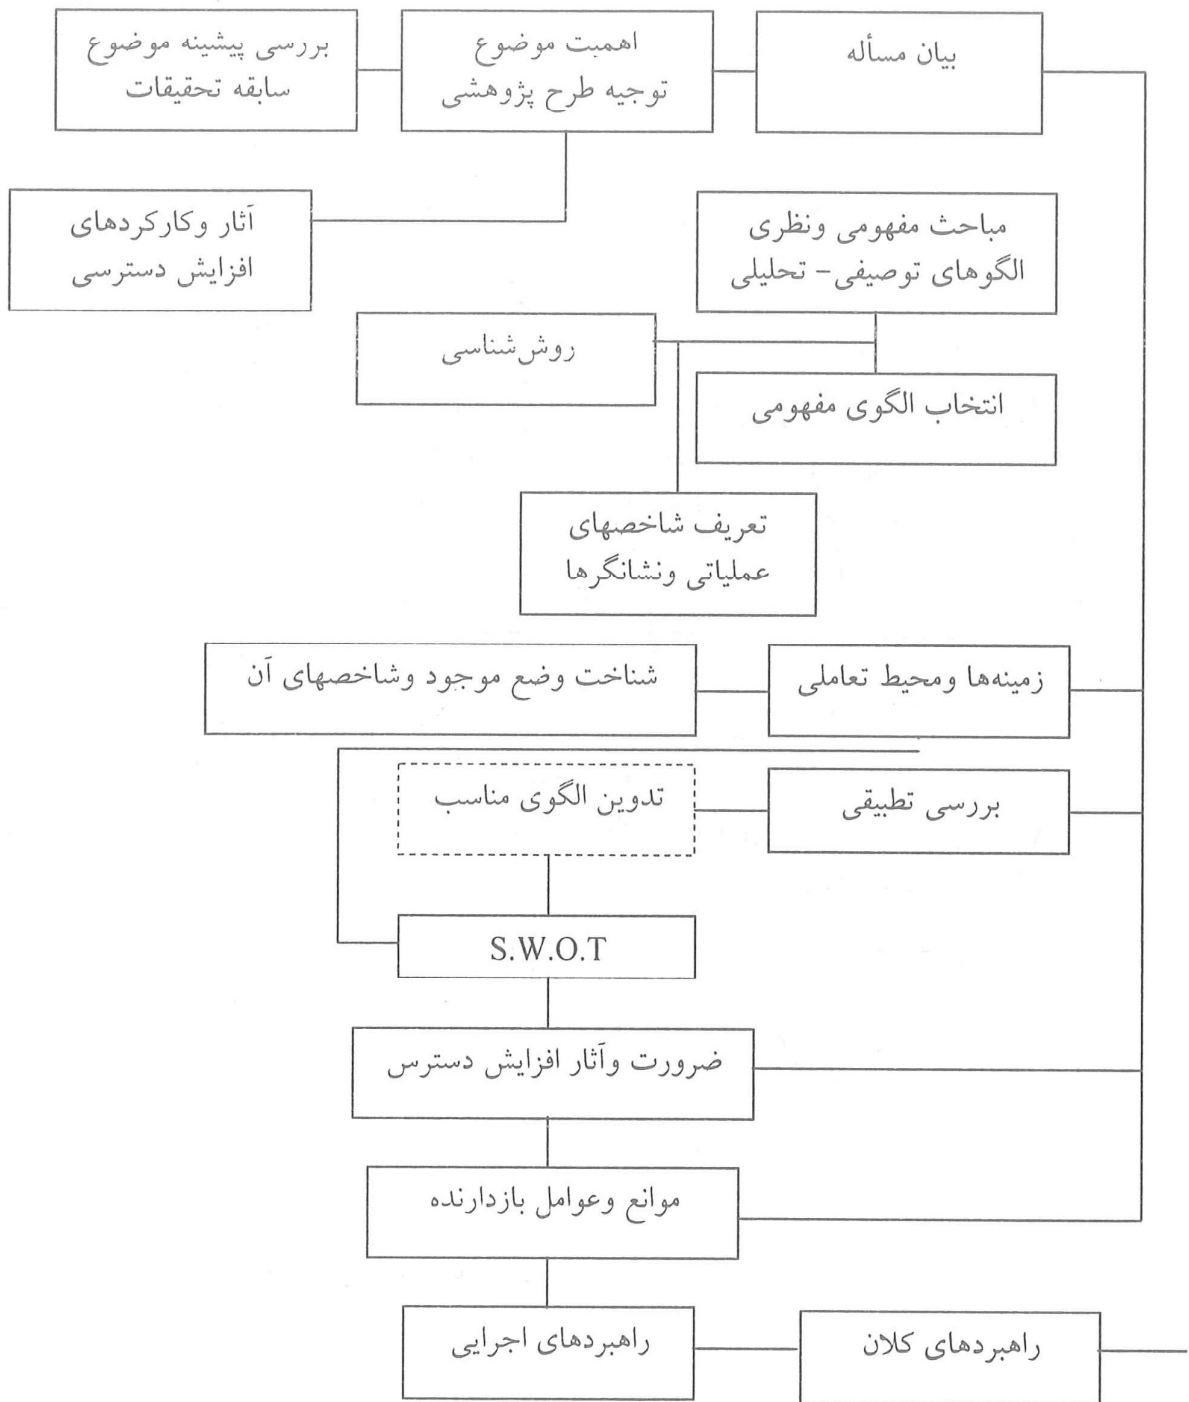 بیان مسأله
اهمیت موضوع
توجیه طرح پژوهشی
بررسی پیشینه موضوع
سابقه تحقیقات
آثار وکارکردهای
افزایش دسترسی
مباحث مفهومی ونظری
الگوهای توصیفی- تحلیلی
روش‌شناسی
انتخاب الگوی مفهومی
تعریف شاخصهای
عملیاتی ونشانگرها
زمینه‌ها ومحیط تعاملی
شناخت وضع موجود وشاخصهای آن
بررسی تطبیقی
تدوین الگوی مناسب
S.W.O.T
ضرورت وآثار افزایش دسترس
موانع وعوامل بازدارنده
راهبردهای کلان
راهبردهای اجرایی